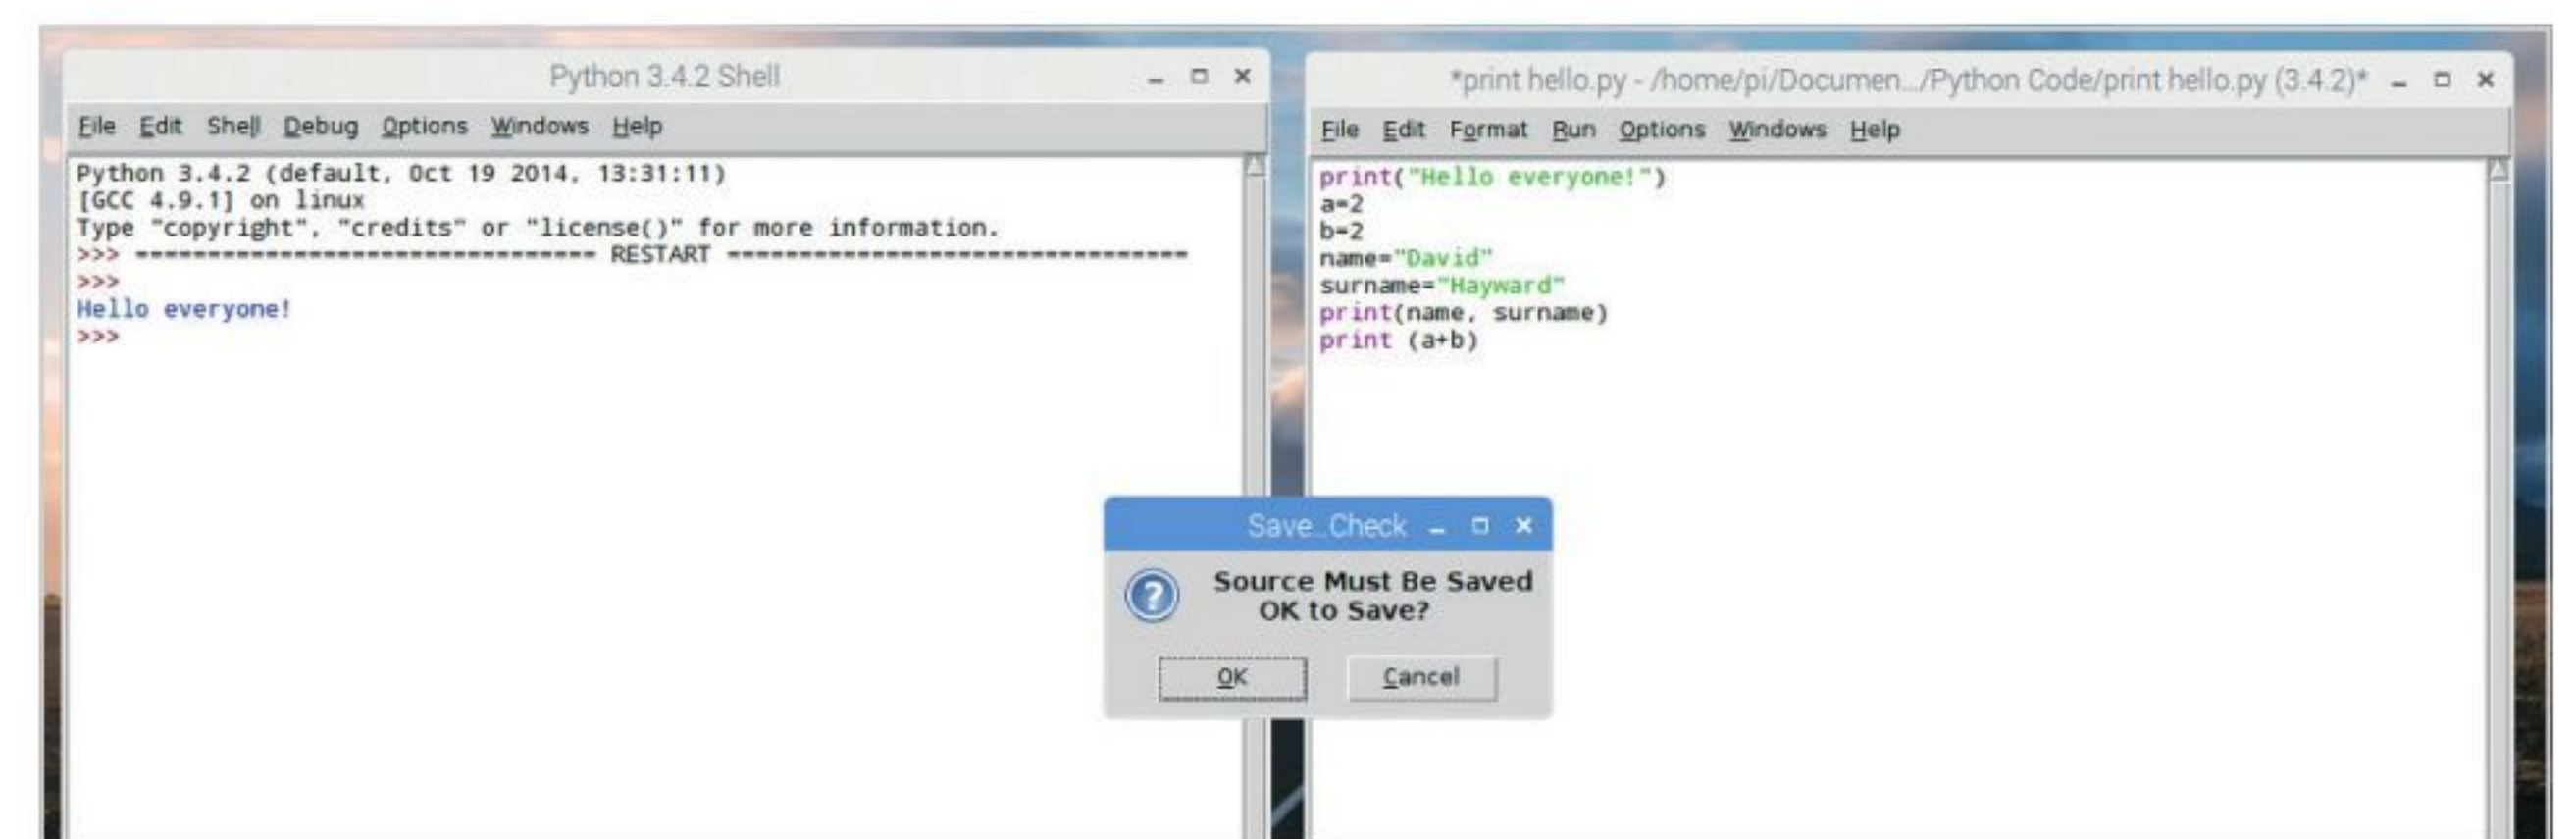 Python 3.4.2 Shell
File Edit Shell Debug Options Windows Help
Python 3.4.2 (default, Oct 19 2014, 13:31:11)
[GCC 4.9.1] on linux
Type "copyright", "credits" or "license()" for more information.
>>> ================================ RESTART ================================
>>>
Hello everyone!
>>>
*print hello.py - /home/pi/Documen.../Python Code/print hello.py (3.4.2)*
File Edit Format Run Options Windows Help
print("Hello everyone!")
a=2
b=2
name="David"
surname="Hayward"
print(name, surname)
print (a+b)
Save...Check
Source Must Be Saved
OK to Save?
OK Cancel